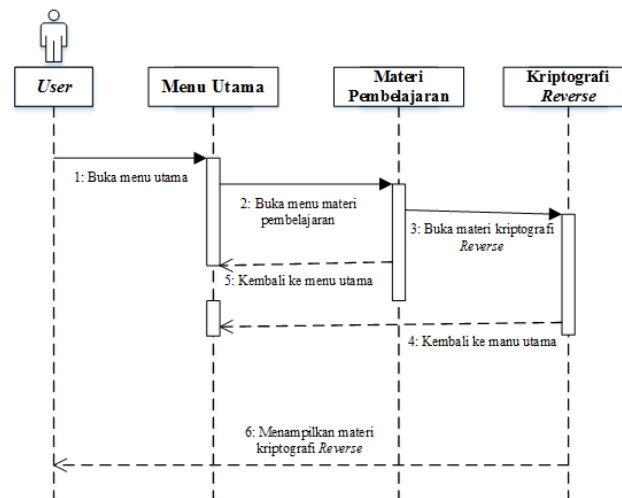 User
Menu Utama
Materi
Pembelajaran
Kriptografi
Reverse
1: Buka menu utama
2: Buka menu materi
pembelajaran
3: Buka materi kriptografi
Reverse
5: Kembali ke menu utama
4: Kembali ke manu utama
6: Menampilkan materi
kriptografi Reverse